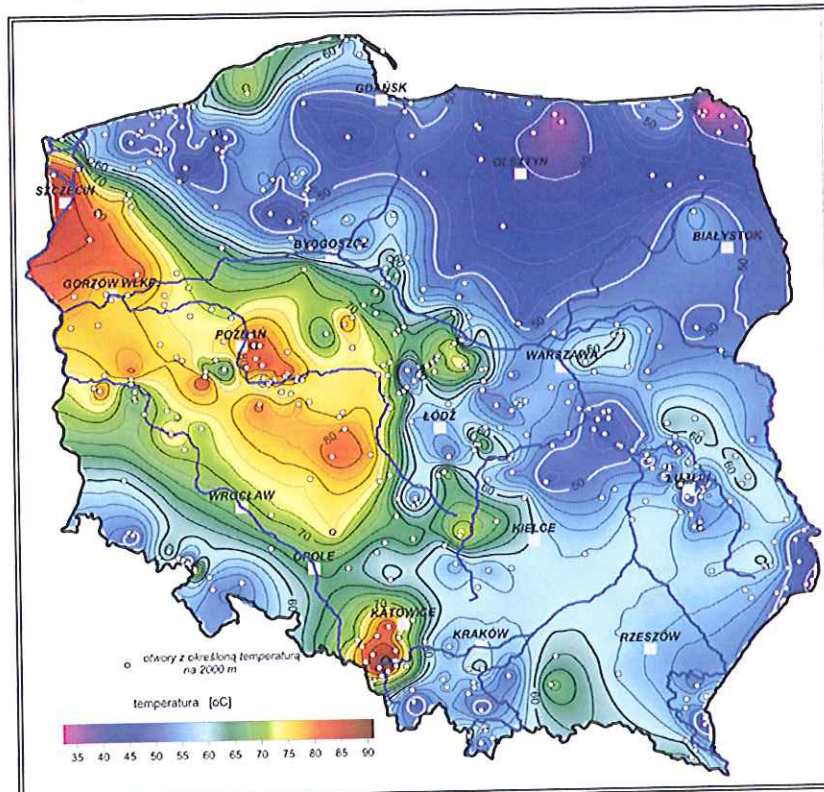 GDAŃSK
OLSZTYN
SZCZECIN
BYDGOSZCZ
BIAŁYSTOK
GORZÓW WLKP
POZNAŃ
WARSZAWA
ŁÓDŹ
LUBLIN
WROCŁAW
KIELCE
OPOLE
KATOWICE
KRAKÓW
RZESZÓW
otwory z określoną temperaturą
na 2000 m
temperatura [oC]
35 40 45 50 55 60 65 70 75 80 85 90